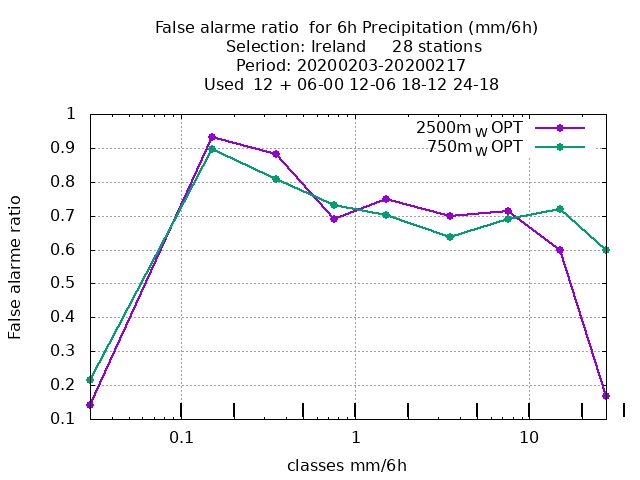 False alarme ratio  for 6h Precipitation (mm/6h)
Selection: Ireland     28 stations
Period: 20200203-20200217
Used  12 + 06-00 12-06 18-12 24-18
2500m_W OPT
750m_W OPT
1
0.9
0.8
0.7
0.6
0.5
0.4
0.3
0.2
0.1
False alarme ratio
0.1 1 10
classes mm/6h